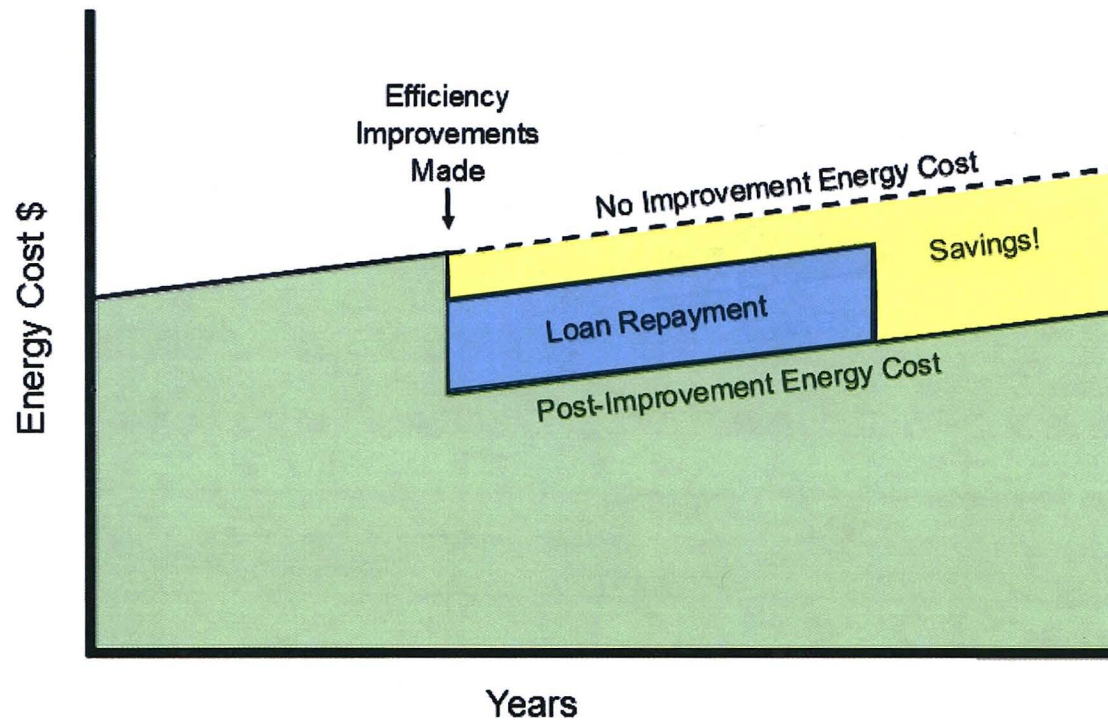 Efficiency
Improvements
Made
No Improvement Energy Cost
Savings!
Loan Repayment
Post-Improvement Energy Cost
Energy Cost $
Years